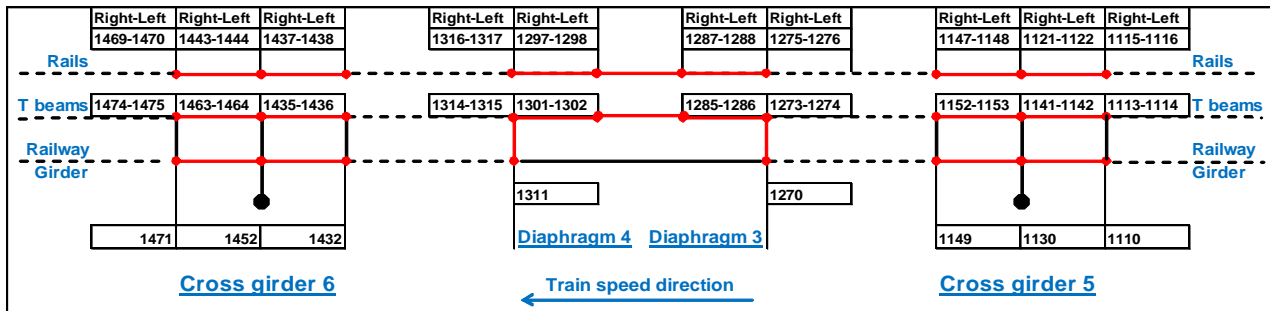 Right-Left Right-Left Right-Left Right-Left Right-Left Right-Left Right-Left Right-Left Right-Left Right-Left
1469-1470 1443-1444 1437-1438 1316-1317 1297-1298 1287-1288 1275-1276 1147-1148 1121-1122 1115-1116
Rails Rails
T beams 1474-1475 1463-1464 1435-1436 1314-1315 1301-1302 1285-1286 1273-1274 1152-1153 1141-1142 1113-1114 T beams
Railway Railway
Girder Girder
1311 1270
1471 1452 1432 Diaphragm 4 Diaphragm 3 1149 1130 1110
Cross girder 6 Train speed direction Cross girder 5